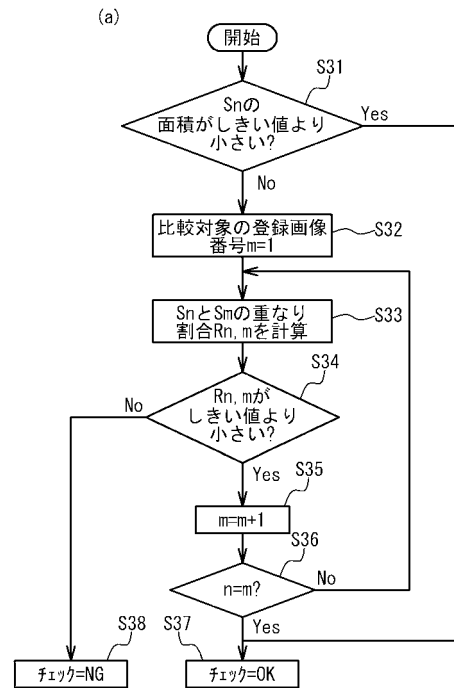 (a)
開始
S31
Snの
面積がしきい値より
小さい?
Yes
No
比較対象の登録画像
番号m=1
S32
SnとSmの重なり
割合Rn,mを計算
S33
S34
Rn,mが
しきい値より
小さい?
No
Yes
S35
m=m+1
S36
n=m?
No
Yes
S38
チェック=NG
S37
チェック=OK